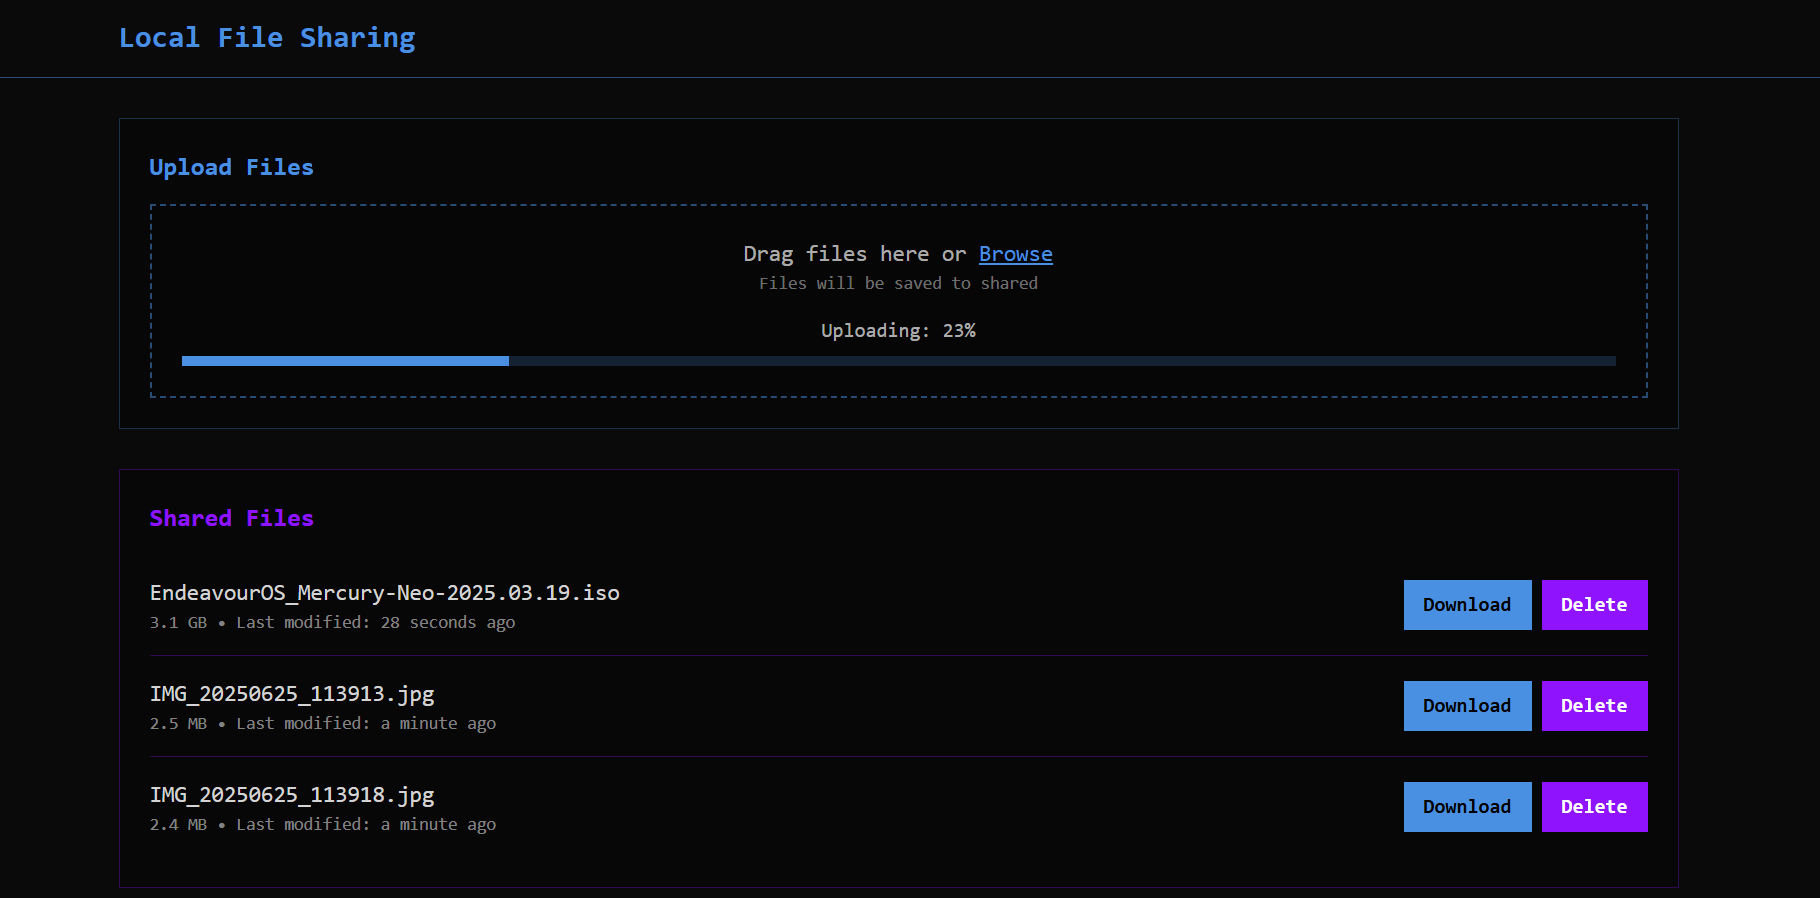 Local File Sharing
Upload Files
Drag files here or Browse
Files will be saved to shared
Uploading: 23%
Shared Files
EndeavourOS_Mercury-Neo-2025.03.19.iso
3.1 GB • Last modified: 28 seconds ago
Download Delete
IMG_20250625_113913.jpg
2.5 MB • Last modified: a minute ago
Download Delete
IMG_20250625_113918.jpg
2.4 MB • Last modified: a minute ago
Download Delete